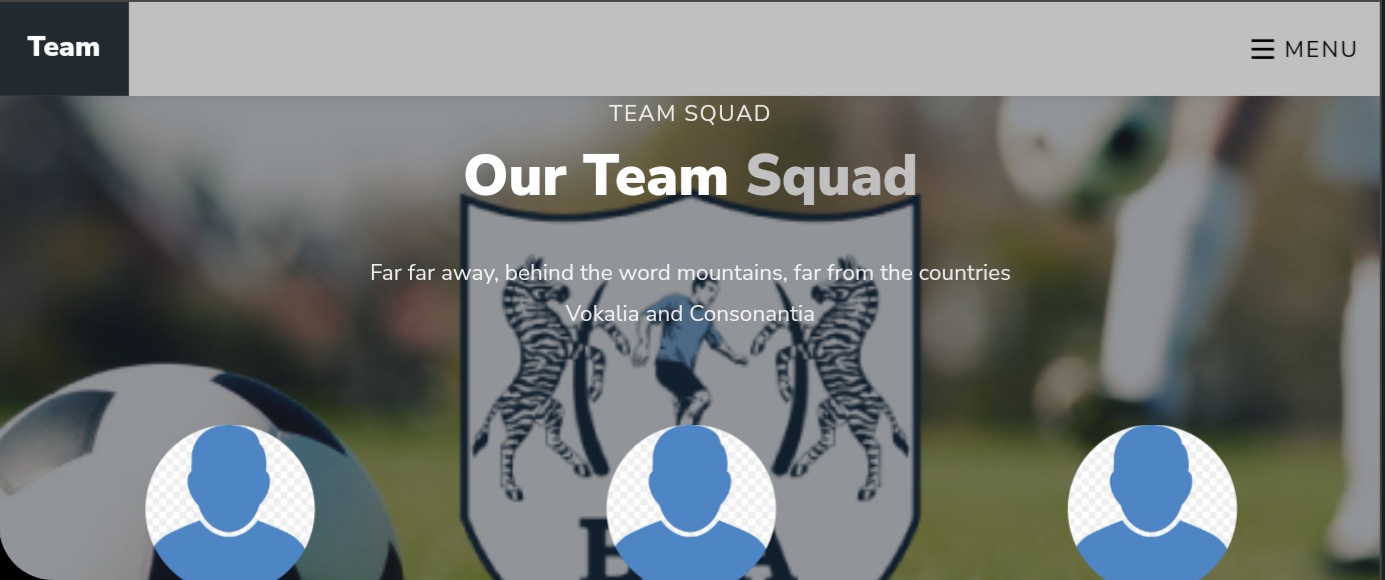 Team
MENU
TEAM SQUAD
Our Team Squad
Far far away, behind the word mountains, far from the countries
Vokalia and Consonantia